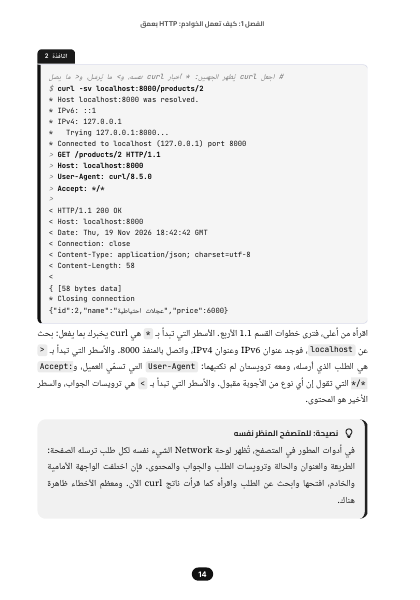 الفصل 1: كيف تعمل الخوادم: HTTP بعمق
النافذة 2
# اجعل curl يُظهر الجهتين: * أخبار curl نفسه، و> ما يُرسل، و< ما يصل
$ curl -sv localhost:8000/products/2
* Host localhost:8000 was resolved.
* IPv6: ::1
* IPv4: 127.0.0.1
*   Trying 127.0.0.1:8000...
* Connected to localhost (127.0.0.1) port 8000
> GET /products/2 HTTP/1.1
> Host: localhost:8000
> User-Agent: curl/8.5.0
> Accept: */*
>
< HTTP/1.1 200 OK
< Host: localhost:8000
< Date: Thu, 19 Nov 2026 18:42:42 GMT
< Connection: close
< Content-Type: application/json; charset=utf-8
< Content-Length: 58
<
{ [58 bytes data]
* Closing connection
{"id":2,"name":"عجلات احتياطية","price":6000}
اقرأه من أعلى، فترى خطوات القسم 1.1 الأربع. الأسطر التي تبدأ بـ * هي curl يخبرك بما يفعل: بحث
عن localhost، فوجد عنوان IPv6 وعنوان IPv4، واتصل بالمنفذ 8000. والأسطر التي تبدأ بـ <
هي الطلب الذي أرسله، ومعه ترويستان لم تكتبهما: User-Agent التي تسمّي العميل، و Accept:
*/* التي تقول إن أي نوع من الأجوبة مقبول. والأسطر التي تبدأ بـ > هي ترويسات الجواب، والسطر
الأخير هو المحتوى.
نصيحة: للمتصفح المنظر نفسه
في أدوات المطور في المتصفح، تُظهر لوحة Network الشيء نفسه لكل طلب ترسله الصفحة:
الطريقة والعنوان والحالة وترويسات الطلب والجواب والمحتوى. فإن اختلفت الواجهة الأمامية
والخادم، افتحها وابحث عن الطلب واقرأه كما قرأت ناتج curl الآن. ومعظم الأخطاء ظاهرة
هناك.
14